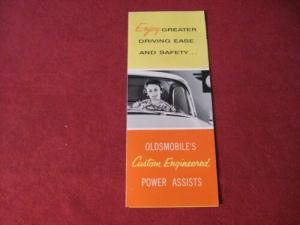 Enjoy GREATER
DRIVING EASE
AND SAFETY...
OLDSMOBILE'S
Custom Engineered
POWER ASSISTS